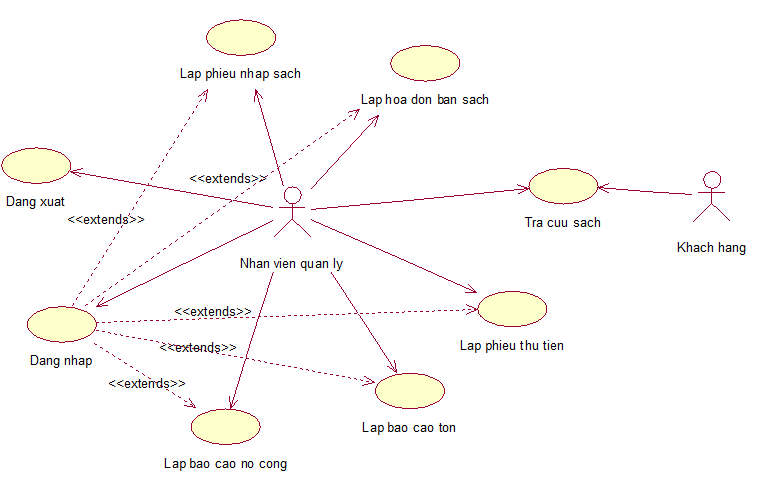 Lap phieu nhap sach
Lap hoa don ban sach
<<extends>>
Dang xuat
<<extends>>
Tra cuu sach
Khach hang
Nhan vien quan ly
<<extends>>
Lap phieu thu tien
<<extends>>
Dang nhap
<<extends>>
Lap bao cao ton
Lap bao cao no cong